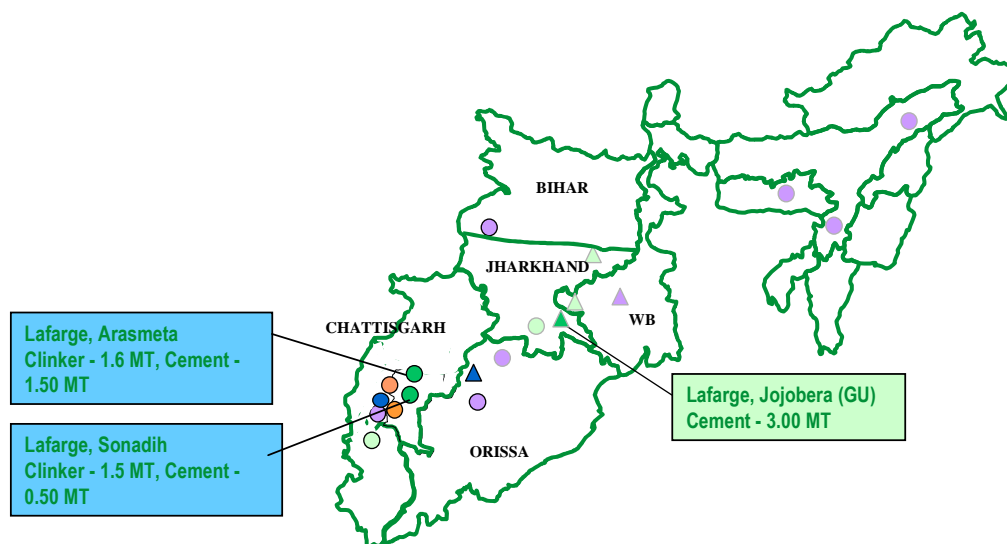 BIHAR
JHARKHAND
WB
CHATTISGARH
ORISSA
Lafarge, Arasmeta
Clinker - 1.6 MT, Cement -
1.50 MT
Lafarge, Jojobera (GU)
Cement - 3.00 MT
Lafarge, Sonadih
Clinker - 1.5 MT, Cement -
0.50 MT